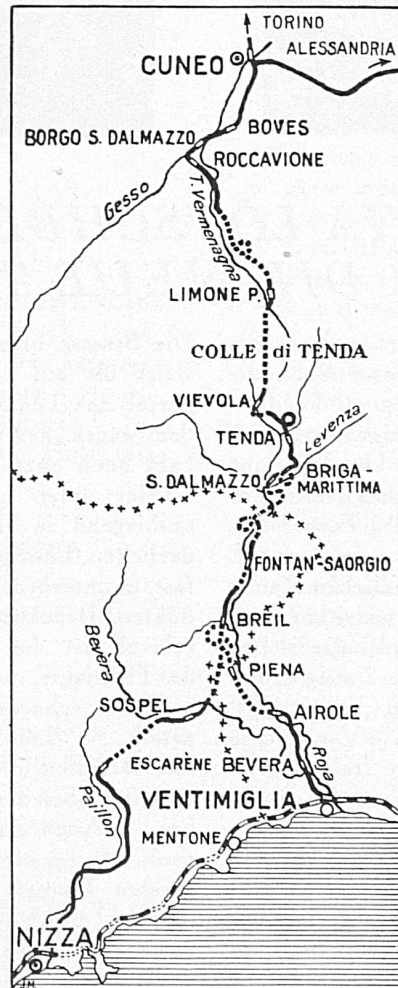 TORINO
ALESSANDRIA
CUNEO
BOVES
BORGO S. DALMAZZO
ROCCAVIONE
Gesso
T. Vermenagna
LIMONE P.
COLLE di TENDA
VIEVOLA
TENDA
Levenza
S. DALMAZZO
BRIGA-
MARITTIMA
FONTAN-SAORGIO
BREIL
Bevera
PIENA
SOSPEL
AIROLE
ESCARÈNE
BEVERA
Roja
VENTIMIGLIA
Paillon
MENTONE
NIZZA